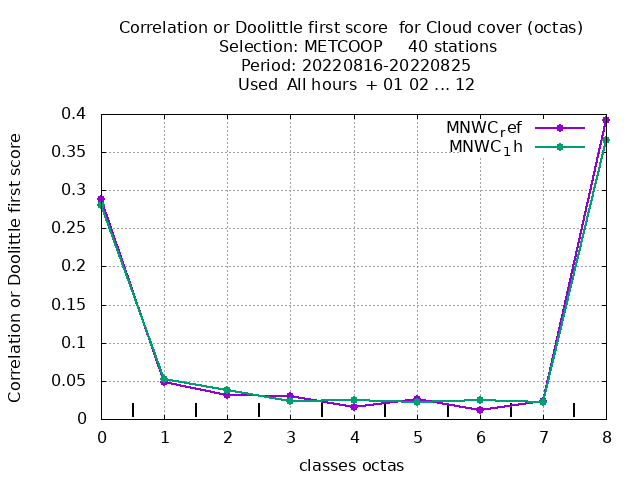 Correlation or Doolittle first score  for Cloud cover (octas)
Selection: METCOOP     40 stations
Period: 20220816-20220825
Used  All hours  + 01 02 ... 12
Correlation or Doolittle first score
MNWCref
MNWC1h
0.4
0.35
0.3
0.25
0.2
0.15
0.1
0.05
0
0 1 2 3 4 5 6 7 8
classes octas